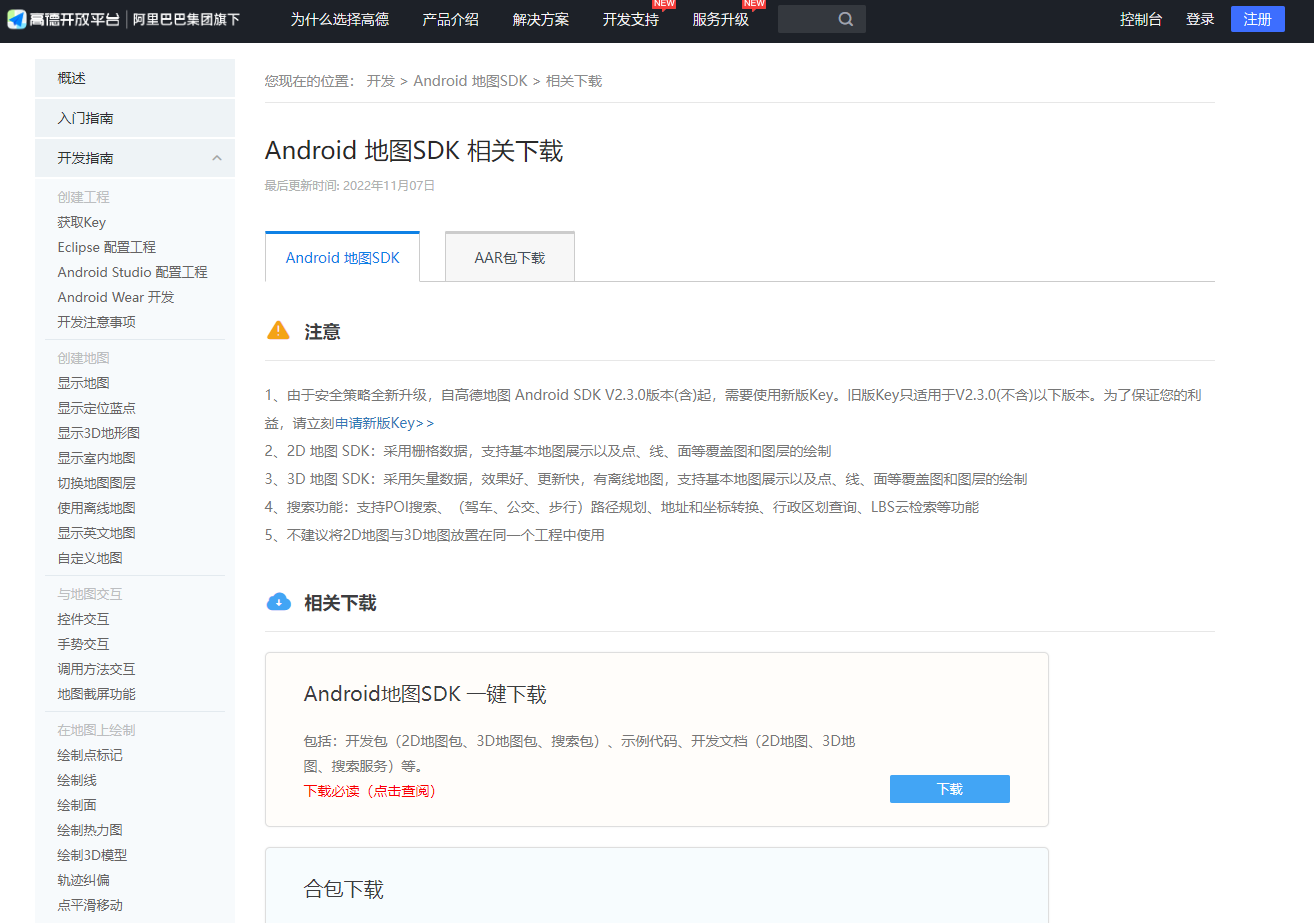 高德开放平台 | 阿里巴巴集团旗下 为什么选择高德 产品介绍 解决方案 开发支持 NEW 服务升级 NEW 控制台 登录 注册
概述
入门指南
开发指南
创建工程
获取Key
Eclipse 配置工程
Android Studio 配置工程
Android Wear 开发
开发注意事项
创建地图
显示地图
显示定位蓝点
显示3D地形图
显示室内地图
切换地图图层
使用离线地图
显示英文地图
自定义地图
与地图交互
控件交互
手势交互
调用方法交互
地图截屏功能
在地图上绘制
绘制点标记
绘制线
绘制面
绘制热力图
绘制3D模型
轨迹纠偏
点平滑移动
您现在的位置： 开发 > Android 地图SDK > 相关下载
Android 地图SDK 相关下载
最后更新时间: 2022年11月07日
Android 地图SDK AAR包下载
注意
1、由于安全策略全新升级，自高德地图 Android SDK V2.3.0版本(含)起，需要使用新版Key。旧版Key只适用于V2.3.0(不含)以下版本。为了保证您的利
益，请立刻申请新版Key>>
2、2D 地图 SDK：采用栅格数据，支持基本地图展示以及点、线、面等覆盖图和图层的绘制
3、3D 地图 SDK：采用矢量数据，效果好、更新快，有离线地图，支持基本地图展示以及点、线、面等覆盖图和图层的绘制
4、搜索功能：支持POI搜索、（驾车、公交、步行）路径规划、地址和坐标转换、行政区划查询、LBS云检索等功能
5、不建议将2D地图与3D地图放置在同一个工程中使用
相关下载
Android地图SDK 一键下载
包括：开发包（2D地图包、3D地图包、搜索包）、示例代码、开发文档（2D地图、3D地
图、搜索服务）等。
下载必读（点击查阅）
下载
合包下载